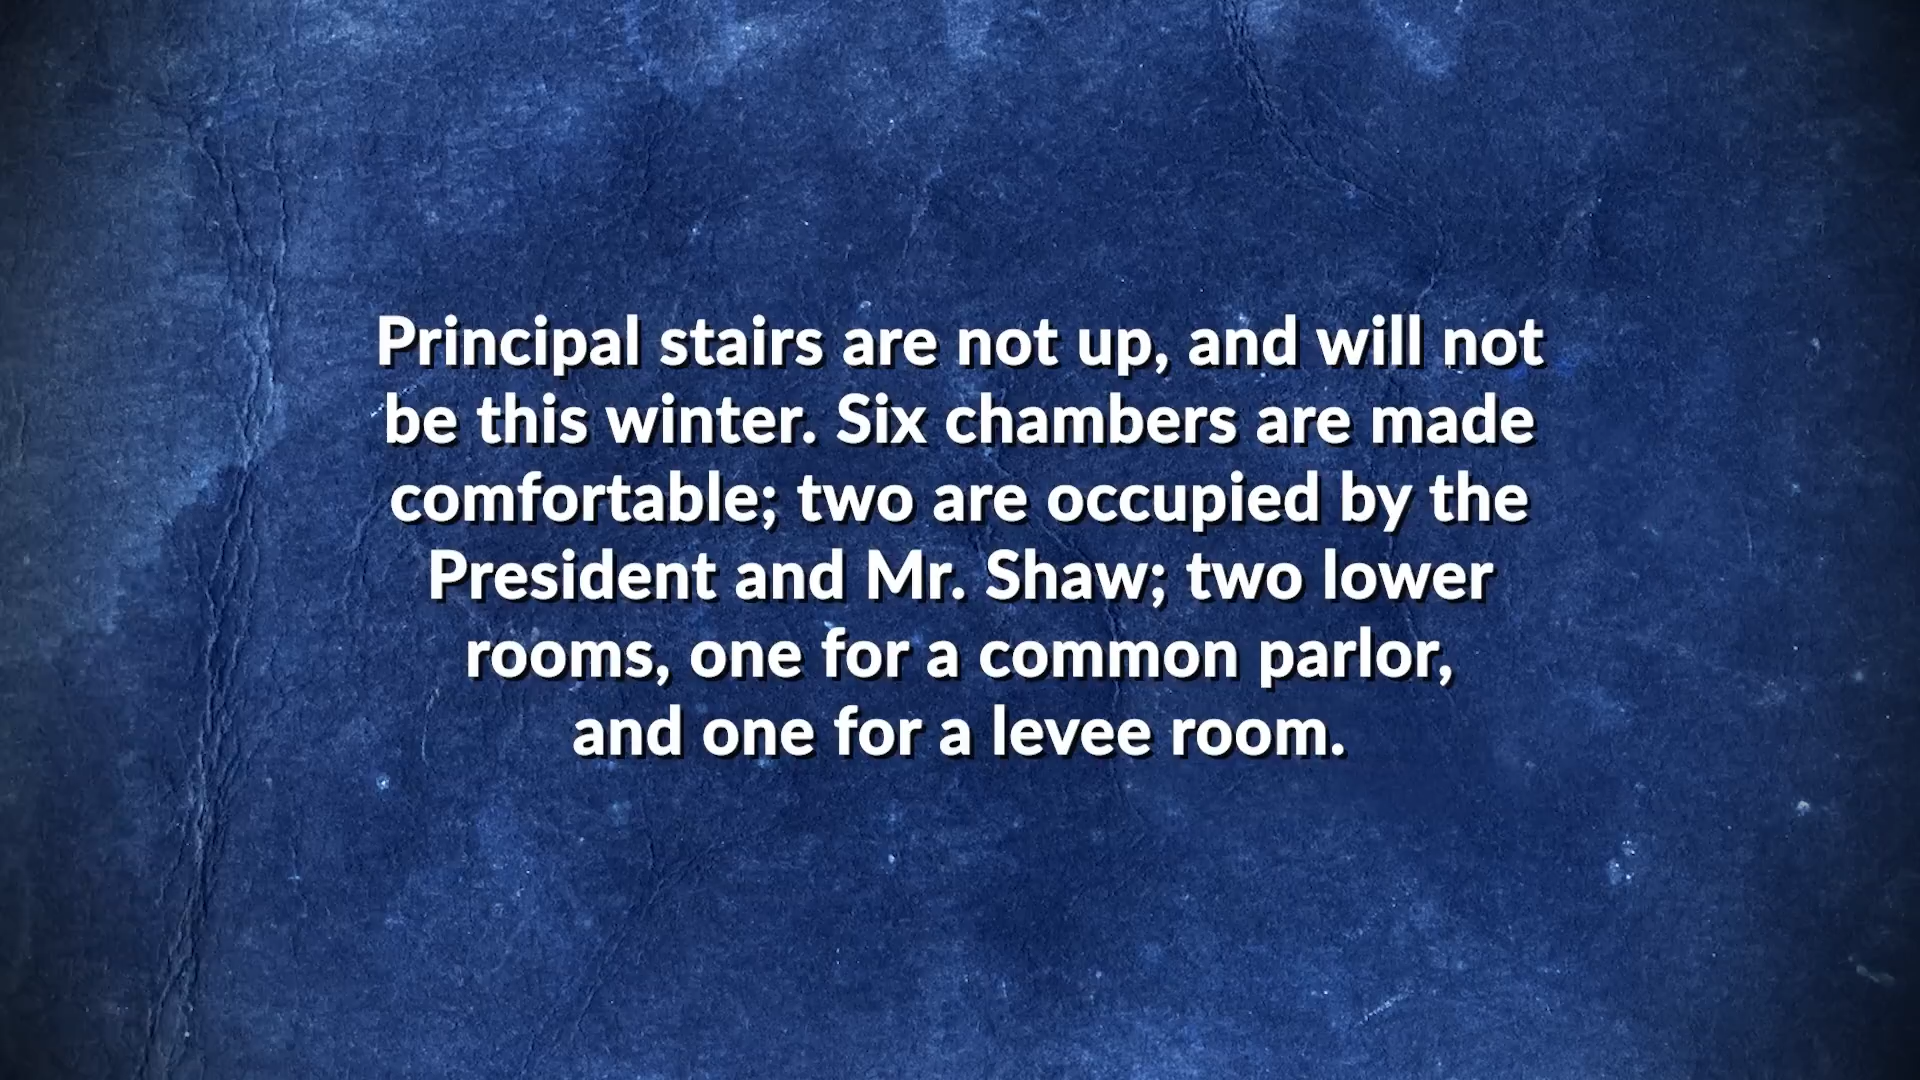 Principal stairs are not up, and will not
be this winter. Six chambers are made
comfortable; two are occupied by the
President and Mr. Shaw; two lower
rooms, one for a common parlor,
and one for a levee room.